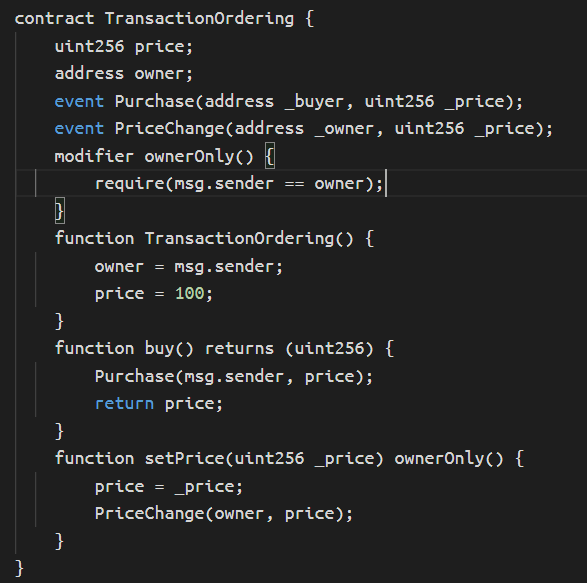 contract TransactionOrdering {
    uint256 price;
    address owner;
    event Purchase(address _buyer, uint256 _price);
    event PriceChange(address _owner, uint256 _price);
    modifier ownerOnly() {
        require(msg.sender == owner);
    }
    function TransactionOrdering() {
        owner = msg.sender;
        price = 100;
    }
    function buy() returns (uint256) {
        Purchase(msg.sender, price);
        return price;
    }
    function setPrice(uint256 _price) ownerOnly() {
        price = _price;
        PriceChange(owner, price);
    }
}